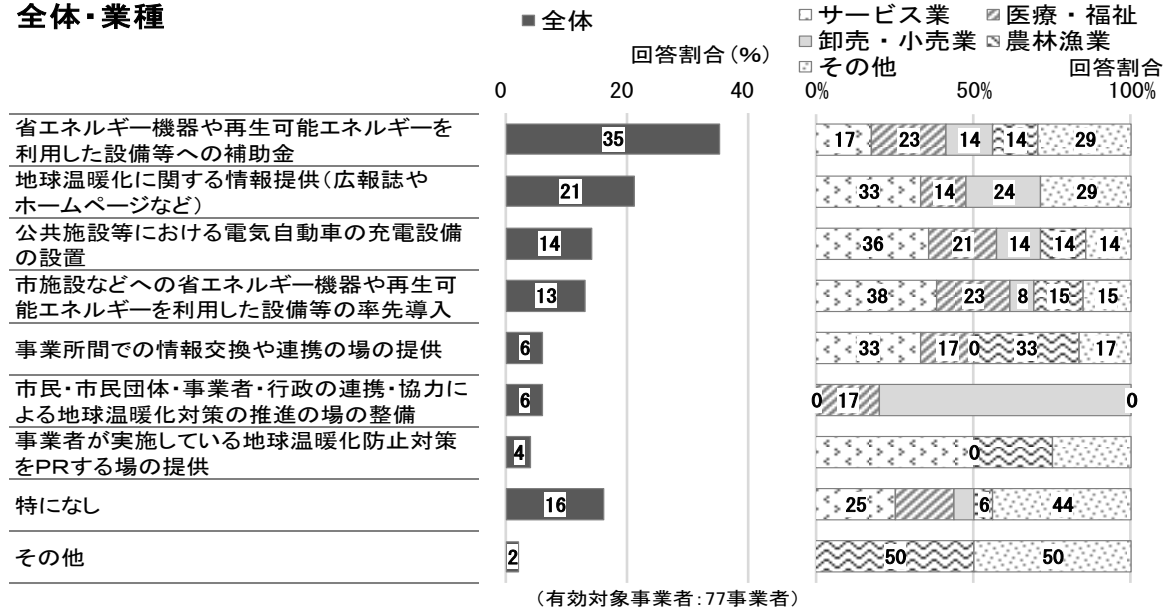 全体・業種
■全体
回答割合(%)
0 20 40
サービス業 医療・福祉
卸売・小売業 農林漁業
その他 回答割合
0% 50% 100%
省エネルギー機器や再生可能エネルギーを
利用した設備等への補助金
35
17 23 14 14 29
地球温暖化に関する情報提供(広報誌や
ホームページなど)
21
33 14 24 29
公共施設等における電気自動車の充電設備
の設置
14
36 21 14 14 14
市施設などへの省エネルギー機器や再生可
能エネルギーを利用した設備等の率先導入
13
38 23 8 15 15
事業所間での情報交換や連携の場の提供
6
33 17 0 33 17
市民・市民団体・事業者・行政の連携・協力に
よる地球温暖化対策の推進の場の整備
6
0 17 0
事業者が実施している地球温暖化防止対策
をPRする場の提供
4
0
特になし
16
25 6 44
その他
2
50 50
(有効対象事業者:77事業者)